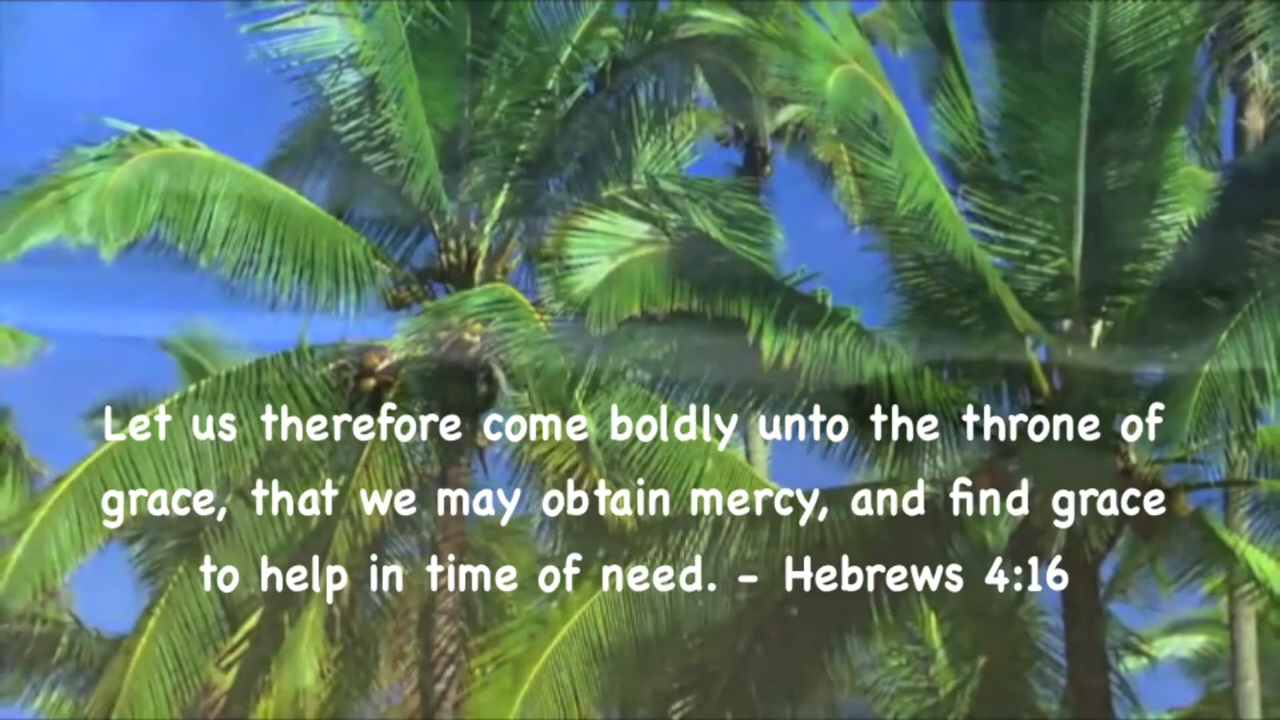 Let us therefore come boldly unto the throne of
grace, that we may obtain mercy, and find grace
to help in time of need. - Hebrews 4:16